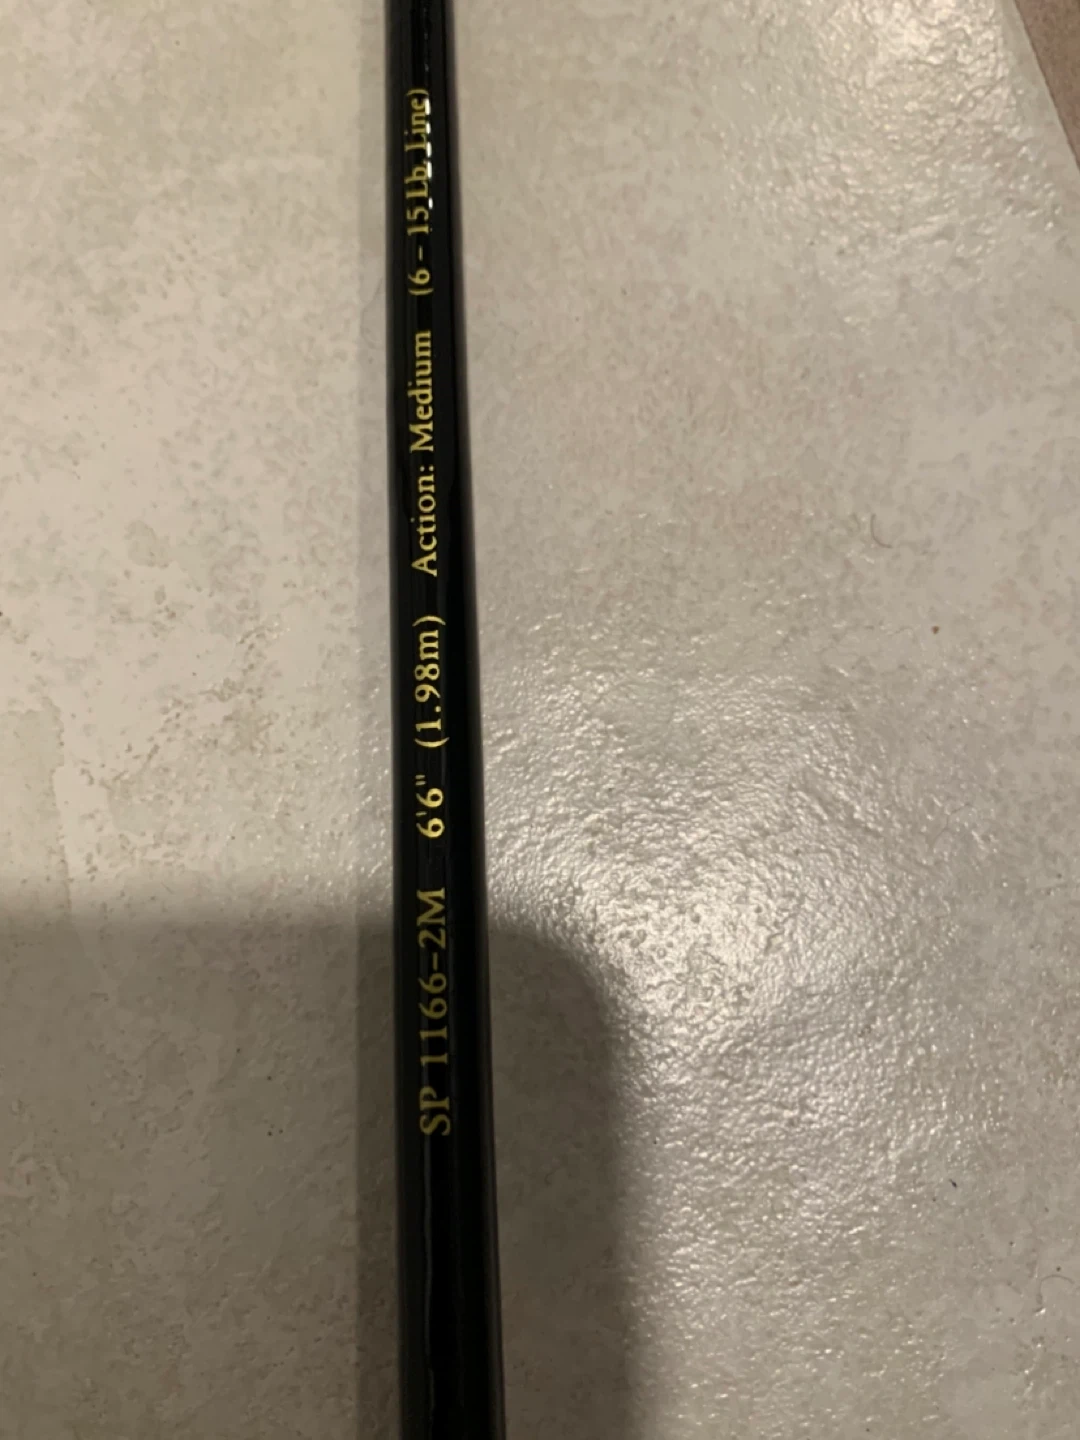 SP 1166-2M 6'6" (1.98m) Action: Medium (6 - 15 Lb. Line)